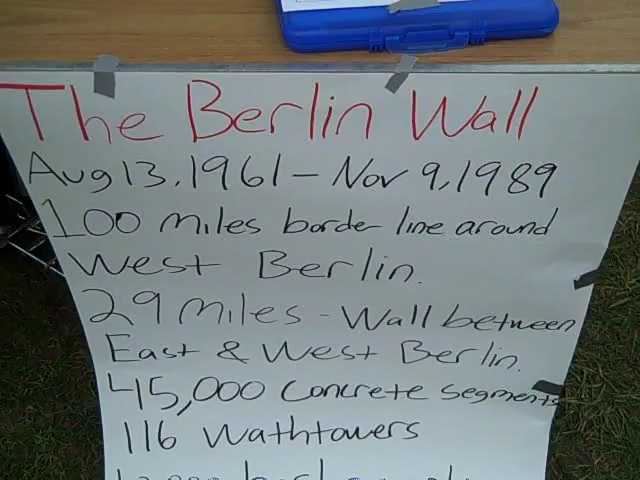 The Berlin Wall
Aug 13, 1961 - Nov 9, 1989
100 miles border line around
West Berlin.
29 miles - Wall between
East & West Berlin.
45,000 Concrete segments
116 Wathtowers